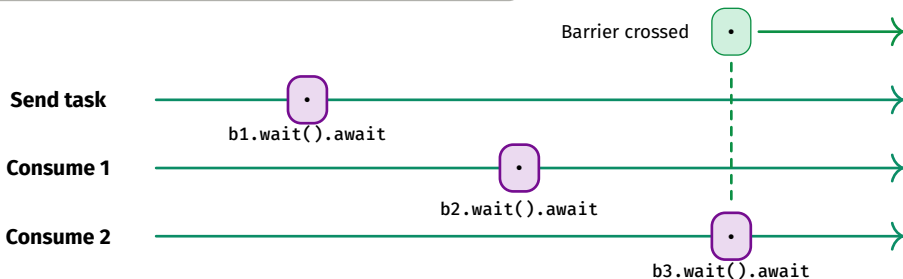 Barrier crossed
Send task
b1.wait().await
Consume 1
b2.wait().await
Consume 2
b3.wait().await